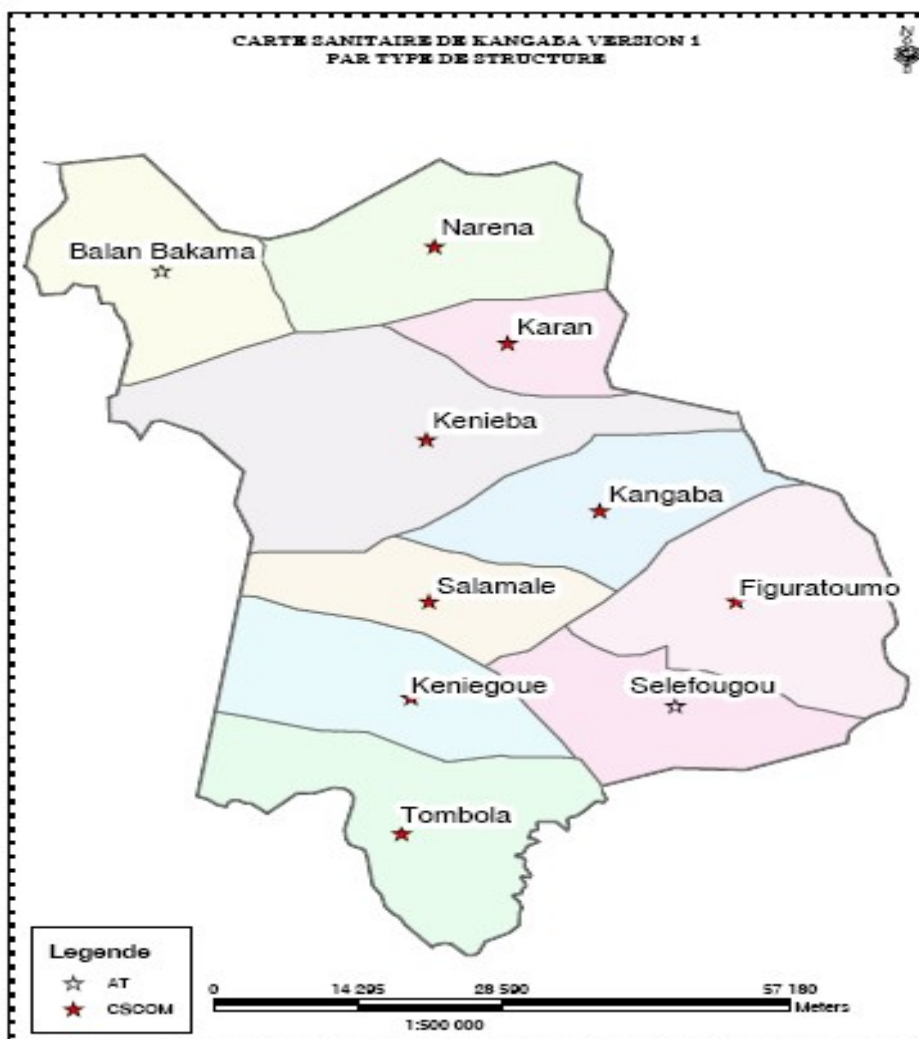 CARTE SANITAIRE DE KANGABA VERSION 1
PAR TYPE DE STRUCTURE
N
Narena
Balan Bakama
Karan
Kenieba
Kangaba
Salamale
Figuratoumo
Keniegoue
Selefougou
Tombola
Legende
AT
CSCOM
0 14 295 28 590 57 180
Meters
1:500 000